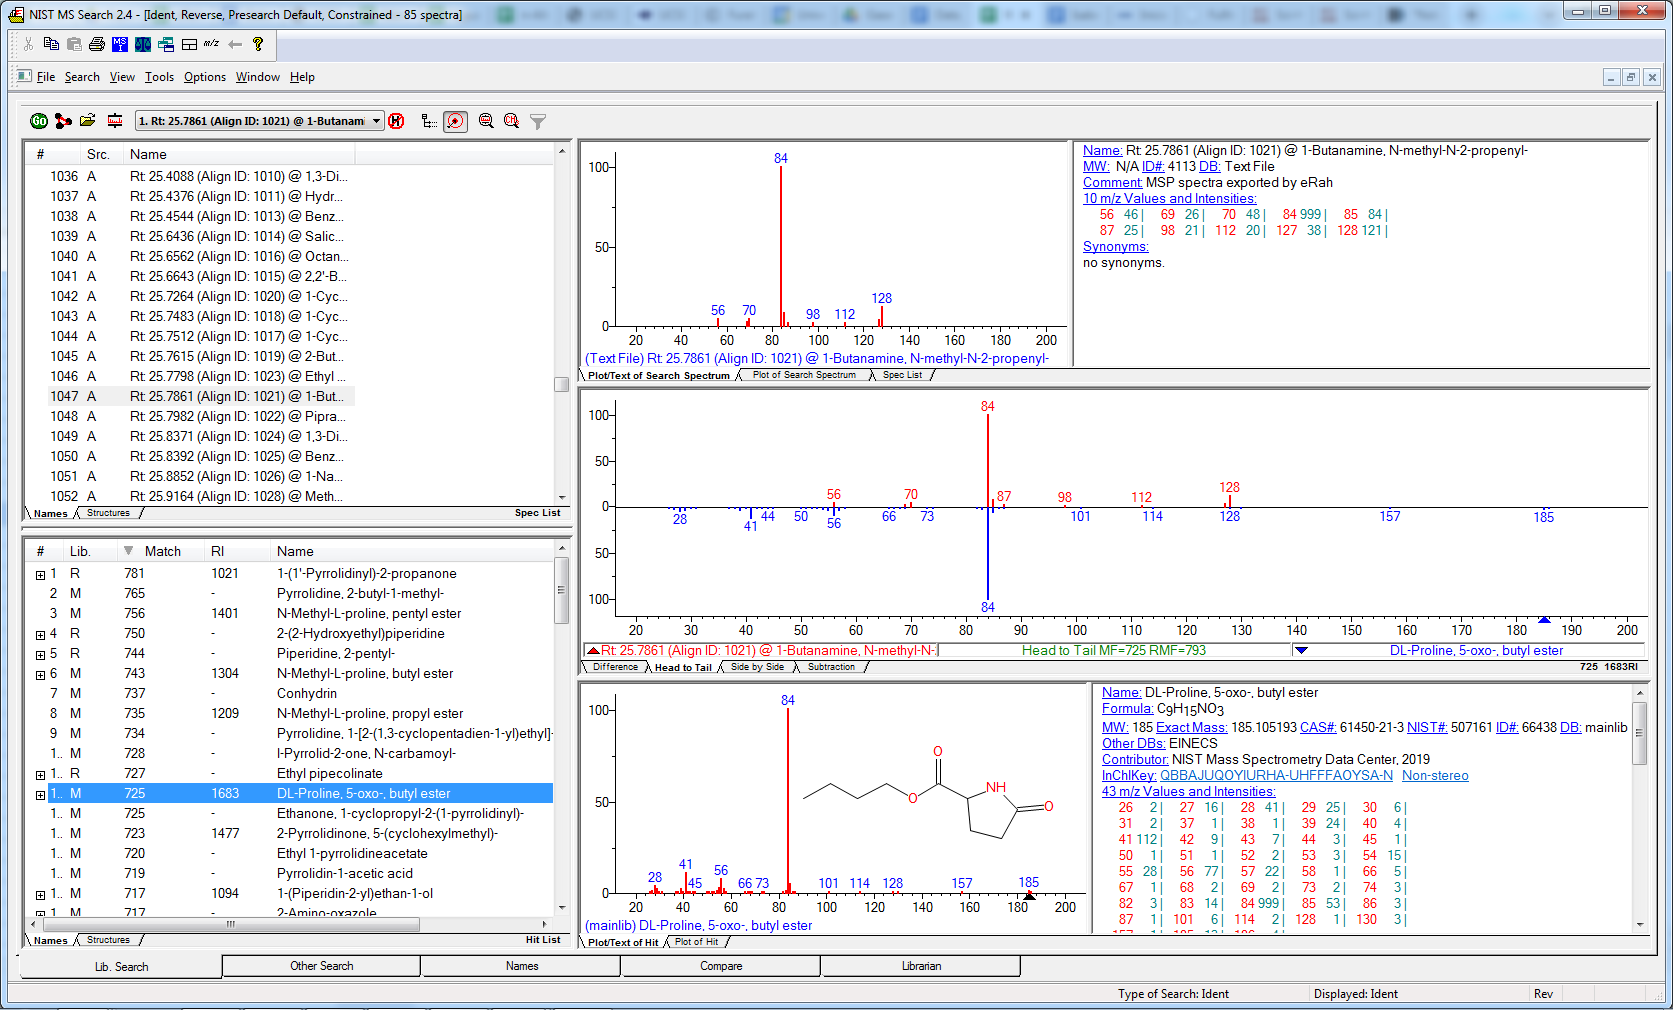 NIST MS Search 2.4 - [Ident, Reverse, Presearch Default, Constrained - 85 spectra]
File Search View Tools Options Window Help
1. Rt: 25.7861 (Align ID: 1021) @ 1-Butanami
# Src. Name
1036 A Rt: 25.4088 (Align ID: 1010) @ 1,3-Di...
1037 A Rt: 25.4376 (Align ID: 1011) @ Hydr...
1038 A Rt: 25.4544 (Align ID: 1013) @ Benz...
1039 A Rt: 25.6436 (Align ID: 1014) @ Salic...
1040 A Rt: 25.6562 (Align ID: 1016) @ Octan...
1041 A Rt: 25.6643 (Align ID: 1015) @ 2,2'-B...
1042 A Rt: 25.7264 (Align ID: 1020) @ 1-Cyc...
1043 A Rt: 25.7483 (Align ID: 1018) @ 1-Cyc...
1044 A Rt: 25.7512 (Align ID: 1017) @ 1-Cyc...
1045 A Rt: 25.7615 (Align ID: 1019) @ 2-But...
1046 A Rt: 25.7798 (Align ID: 1023) @ Ethyl ...
1047 A Rt: 25.7861 (Align ID: 1021) @ 1-But...
1048 A Rt: 25.7982 (Align ID: 1022) @ Pipra...
1049 A Rt: 25.8371 (Align ID: 1024) @ 1,3-Di...
1050 A Rt: 25.8392 (Align ID: 1025) @ Benz...
1051 A Rt: 25.8852 (Align ID: 1026) @ 1-Na...
1052 A Rt: 25.9164 (Align ID: 1028) @ Meth...
Names Structures Spec List
# Lib. Match RI Name
1 R 781 1021 1-(1'-Pyrrolidinyl)-2-propanone
2 M 765 - Pyrrolidine, 2-butyl-1-methyl-
3 M 756 1401 N-Methyl-L-proline, pentyl ester
4 R 750 - 2-(2-Hydroxyethyl)piperidine
5 R 744 - Piperidine, 2-pentyl-
6 M 743 1304 N-Methyl-L-proline, butyl ester
7 M 737 - Conhydrin
8 M 735 1209 N-Methyl-L-proline, propyl ester
9 M 734 - Pyrrolidine, 1-[2-(1,3-cyclopentadien-1-yl)ethyl]-
1.. M 728 - l-Pyrrolid-2-one, N-carbamoyl-
1.. R 727 - Ethyl pipecolinate
1.. M 725 1683 DL-Proline, 5-oxo-, butyl ester
1.. M 725 - Ethanone, 1-cyclopropyl-2-(1-pyrrolidinyl)-
1.. M 723 1477 2-Pyrrolidinone, 5-(cyclohexylmethyl)-
1.. M 720 - Ethyl 1-pyrrolidineacetate
1.. M 719 - Pyrrolidin-1-acetic acid
1.. M 717 1094 1-(Piperidin-2-yl)ethan-1-ol
1.. M 717 - 2-Amino-oxazole
Names Structures Hit List
100
50
0
84
56 70 98 112 128
20 40 60 80 100 120 140 160 180 200
(Text File) Rt: 25.7861 (Align ID: 1021) @ 1-Butanamine, N-methyl-N-2-propenyl-
Plot/Text of Search Spectrum Plot of Search Spectrum Spec List
Name: Rt: 25.7861 (Align ID: 1021) @ 1-Butanamine, N-methyl-N-2-propenyl-
MW: N/A ID#: 4113 DB: Text File
Comment: MSP spectra exported by eRah
10 m/z Values and Intensities:
56 46| 69 26| 70 48| 84 999| 85 84|
87 25| 98 21| 112 20| 127 38| 128 121|
Synonyms:
no synonyms.
100
50
0
50
100
84
56 70 87 98 112 128
28 41 44 50 56 66 73 101 114 128 157 185
84
20 30 40 50 60 70 80 90 100 110 120 130 140 150 160 170 180 190 200
Rt: 25.7861 (Align ID: 1021) @ 1-Butanamine, N-methyl-N- Head to Tail MF=725 RMF=793 DL-Proline, 5-oxo-, butyl ester
Difference Head to Tail Side by Side Subtraction 725 1683RI
100
50
0
84
28 41 45 56 66 73 101 114 128 157 185
O
O
NH
O
20 40 60 80 100 120 140 160 180 200
(mainlib) DL-Proline, 5-oxo-, butyl ester
Plot/Text of Hit Plot of Hit
Name: DL-Proline, 5-oxo-, butyl ester
Formula: C9H15NO3
MW: 185 Exact Mass: 185.105193 CAS#: 61450-21-3 NIST#: 507161 ID#: 66438 DB: mainlib
Other DBs: EINECS
Contributor: NIST Mass Spectrometry Data Center, 2019
InChIKey: QBBAJUQOYIURHA-UHFFFAOYSA-N Non-stereo
43 m/z Values and Intensities:
26 2| 27 16| 28 41| 29 25| 30 6|
31 2| 37 1| 38 1| 39 24| 40 4|
41 112| 42 9| 43 7| 44 3| 45 1|
50 1| 51 1| 52 2| 53 3| 54 15|
55 28| 56 77| 57 22| 58 1| 66 5|
67 1| 68 2| 69 2| 73 2| 74 3|
82 3| 83 14| 84 999| 85 53| 86 3|
87 1| 101 6| 114 2| 128 1| 130 3|
Lib. Search Other Search Names Compare Librarian
Type of Search: Ident Displayed: Ident Rev